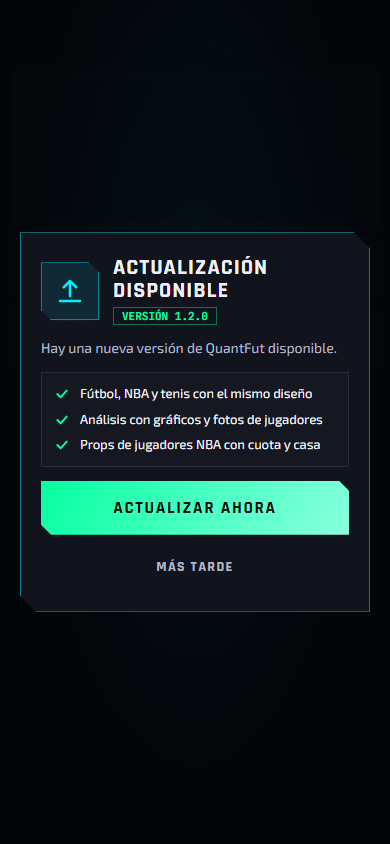 ACTUALIZACIÓN
DISPONIBLE
VERSIÓN 1.2.0
Hay una nueva versión de QuantFut disponible.
Fútbol, NBA y tenis con el mismo diseño
Análisis con gráficos y fotos de jugadores
Props de jugadores NBA con cuota y casa
ACTUALIZAR AHORA
MÁS TARDE